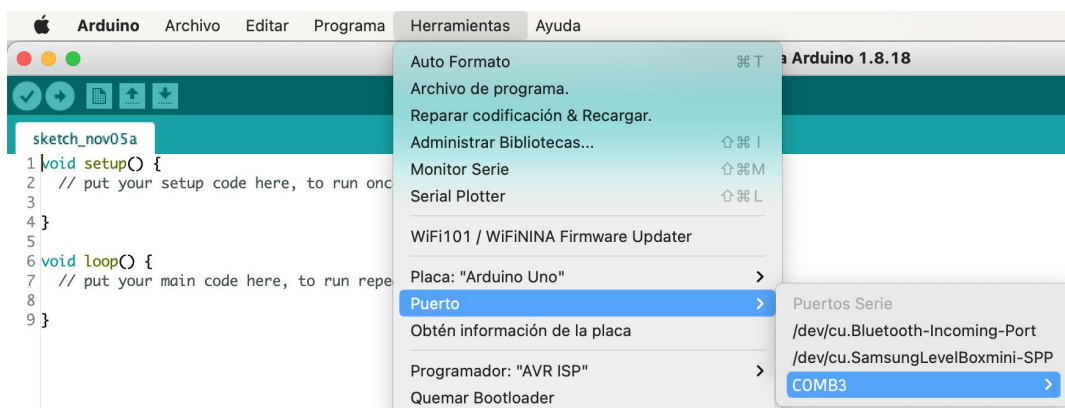 Arduino Archivo Editar Programa Herramientas Ayuda
a Arduino 1.8.18
sketch_nov05a
1 void setup() {
2 // put your setup code here, to run onc
3
4 }
5
6 void loop() {
7 // put your main code here, to run repe
8
9 }
Auto Formato ⌘ T
Archivo de programa.
Reparar codificación & Recargar.
Administrar Bibliotecas... ⇧⌘ I
Monitor Serie ⇧⌘M
Serial Plotter ⇧⌘ L
WiFi101 / WiFiNINA Firmware Updater
Placa: "Arduino Uno" >
Puerto >
Obtén información de la placa
Programador: "AVR ISP" >
Quemar Bootloader
Puertos Serie
/dev/cu.Bluetooth-Incoming-Port
/dev/cu.SamsungLevelBoxmini-SPP
COMB3 >